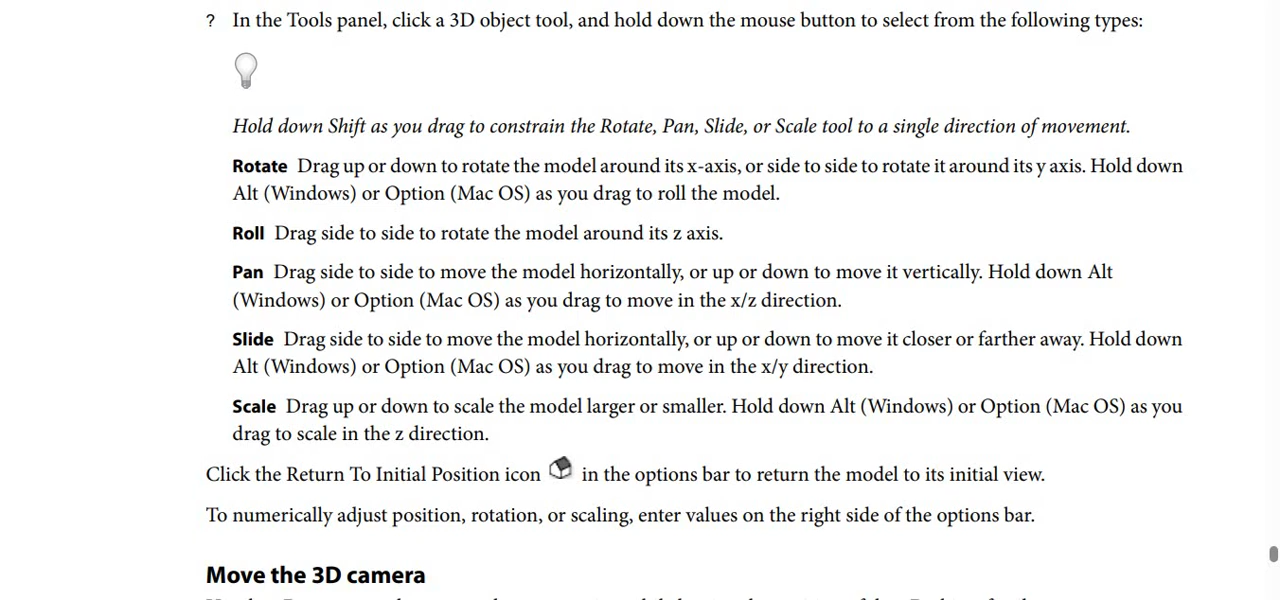 ? In the Tools panel, click a 3D object tool, and hold down the mouse button to select from the following types:
Hold down Shift as you drag to constrain the Rotate, Pan, Slide, or Scale tool to a single direction of movement.
Rotate Drag up or down to rotate the model around its x-axis, or side to side to rotate it around its y axis. Hold down
Alt (Windows) or Option (Mac OS) as you drag to roll the model.
Roll Drag side to side to rotate the model around its z axis.
Pan Drag side to side to move the model horizontally, or up or down to move it vertically. Hold down Alt
(Windows) or Option (Mac OS) as you drag to move in the x/z direction.
Slide Drag side to side to move the model horizontally, or up or down to move it closer or farther away. Hold down
Alt (Windows) or Option (Mac OS) as you drag to move in the x/y direction.
Scale Drag up or down to scale the model larger or smaller. Hold down Alt (Windows) or Option (Mac OS) as you
drag to scale in the z direction.
Click the Return To Initial Position icon in the options bar to return the model to its initial view.
To numerically adjust position, rotation, or scaling, enter values on the right side of the options bar.
Move the 3D camera